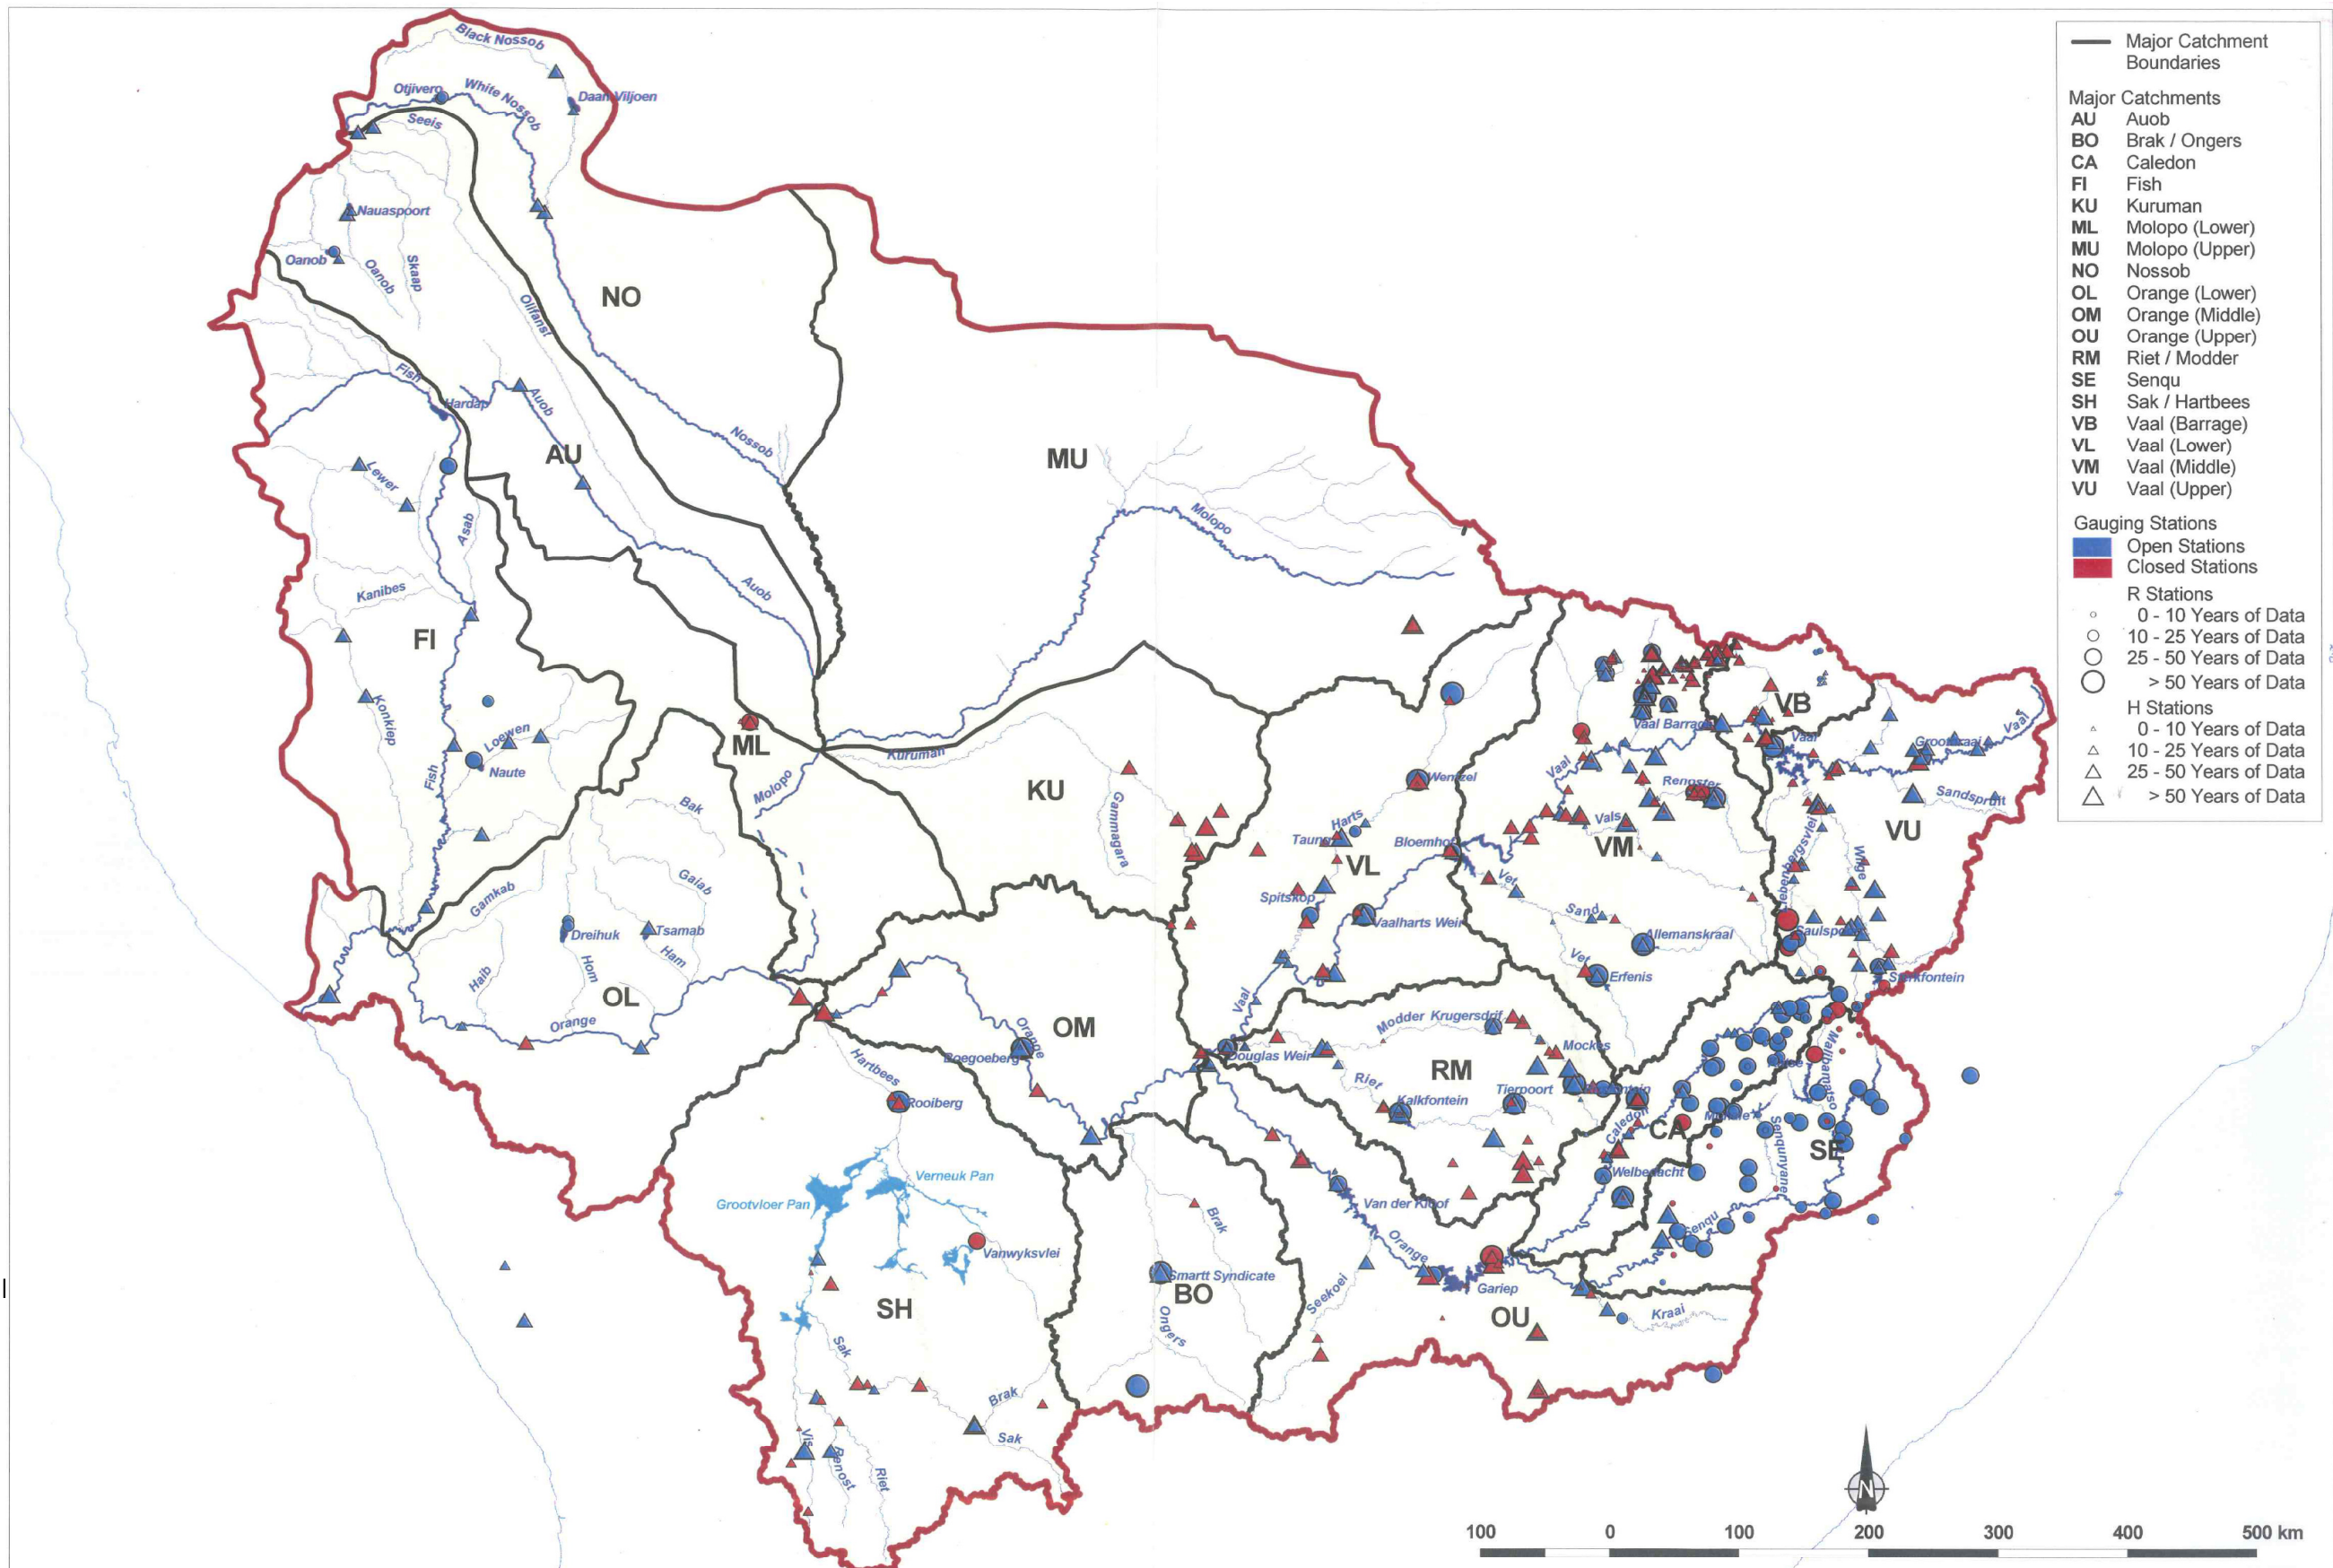 Major Catchment
Boundaries
Major Catchments
AU Auob
BO Brak / Ongers
CA Caledon
FI Fish
KU Kuruman
ML Molopo (Lower)
MU Molopo (Upper)
NO Nossob
OL Orange (Lower)
OM Orange (Middle)
OU Orange (Upper)
RM Riet / Modder
SE Senqu
SH Sak / Hartbees
VB Vaal (Barrage)
VL Vaal (Lower)
VM Vaal (Middle)
VU Vaal (Upper)
Gauging Stations
Open Stations
Closed Stations
R Stations
0 - 10 Years of Data
10 - 25 Years of Data
25 - 50 Years of Data
> 50 Years of Data
H Stations
0 - 10 Years of Data
10 - 25 Years of Data
25 - 50 Years of Data
> 50 Years of Data
Black Nossob
Otjivero
White Nossob
Daan Viljoen
Seeis
Nauaspoort
Oanob
Oanob
Skaap
Olifanst
NO
Fish
Hardap
Auob
AU
Nossob
MU
Molopo
Lewer
Asab
Kanibes
Auob
FI
Konkiep
Loewen
Naute
Fish
ML
Molopo
Kuruman
KU
Gammagara
Bak
Gaiab
Gamkab
Dreihuk
Tsamab
Haib
Hom
Ham
OL
Orange
VB
Vaal Barrage
Vaal
Vaal
Grootdraai
Sandspruit
VU
Wilge
Liebenbergsvlei
Saulspoort
Sterkfontein
Vaal
Renoster
Vals
VM
Wentzel
Harts
Taung
Bloemhof
VL
Spitskop
Vaalharts Weir
Vet
Sand
Allemanskraal
Vet
Erfenis
Vaal
OM
Orange
Boegoeberg
Douglas Weir
Modder
Krugersdrif
Mockes
RM
Riet
Tierpoort
Kalkfontein
Caledon
CA
Welbedacht
Malibamatso
Senqunyane
SE
Senqu
Hartbees
Rooiberg
Verneuk Pan
Grootvloer Pan
Vanwyksvlei
SH
Sak
Brak
Sak
Vis
Renost
Riet
Brak
Smartt Syndicate
BO
Ongers
Van der Kloof
Orange
Seekoei
Gariep
OU
Kraai
N
100 0 100 200 300 400 500 km